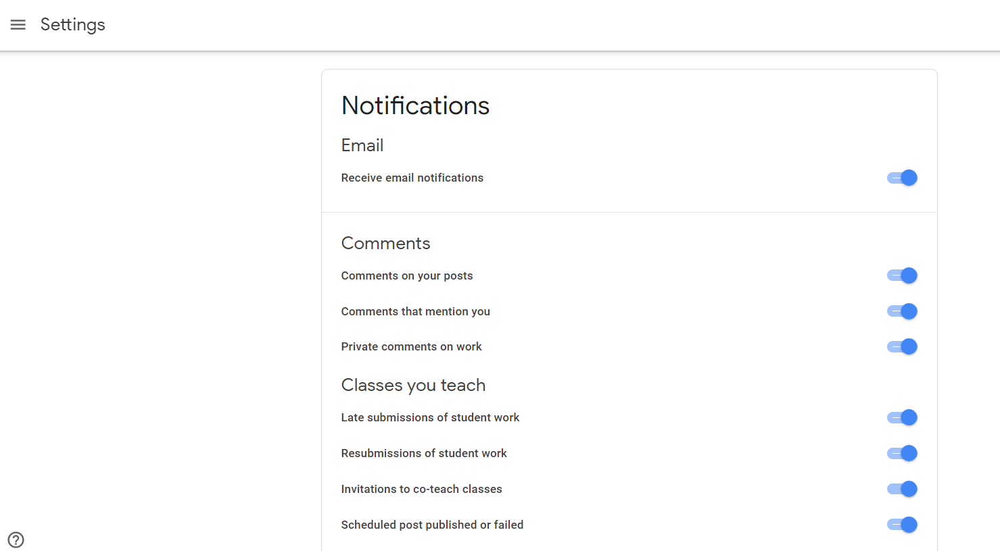 Settings
Notifications
Email
Receive email notifications
Comments
Comments on your posts
Comments that mention you
Private comments on work
Classes you teach
Late submissions of student work
Resubmissions of student work
Invitations to co-teach classes
Scheduled post published or failed